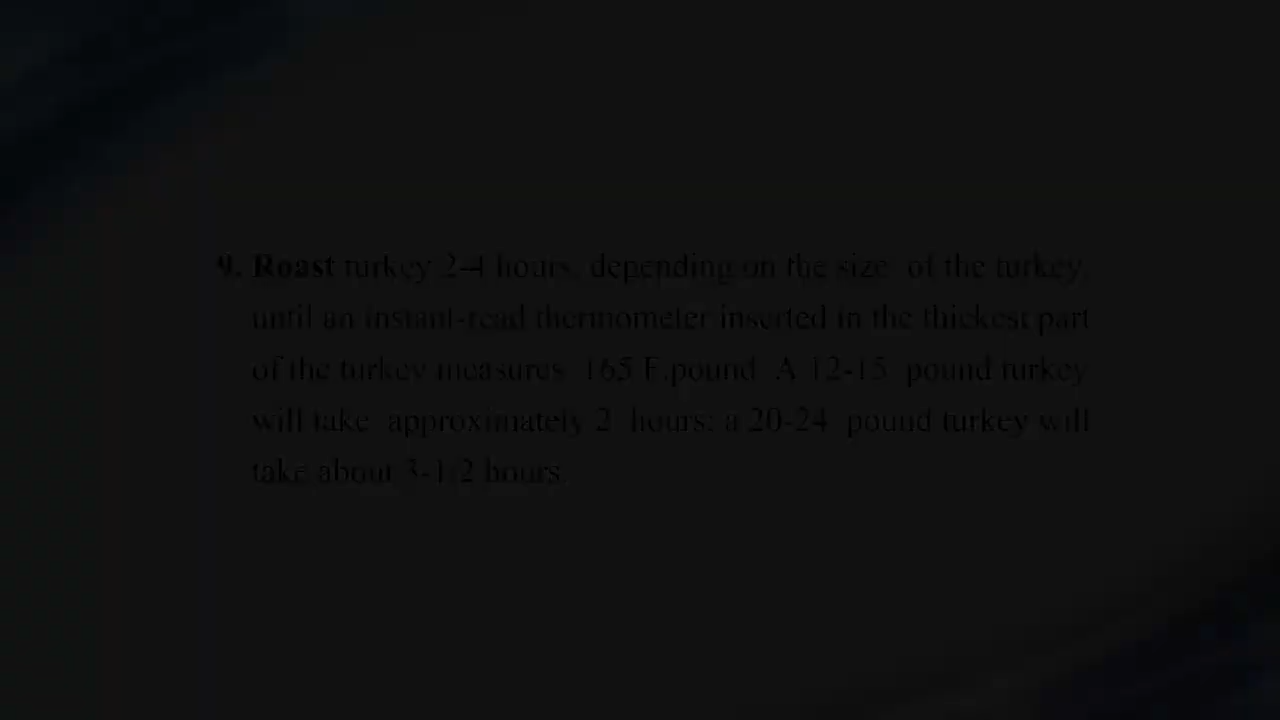 9. Roast turkey 2-4 hours, depending on the size of the turkey,
until an instant-read thermometer inserted in the thickest part
of the turkey measures 165 F.pound A 12-15 pound turkey
will take approximately 2 hours; a 20-24 pound turkey will
take about 3-1/2 hours.